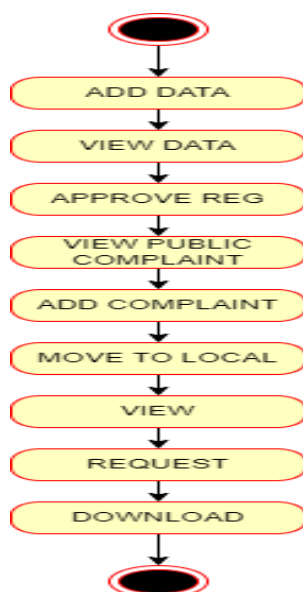 ADD DATA
VIEW DATA
APPROVE REG
VIEW PUBLIC
COMPLAINT
ADD COMPLAINT
MOVE TO LOCAL
VIEW
REQUEST
DOWNLOAD